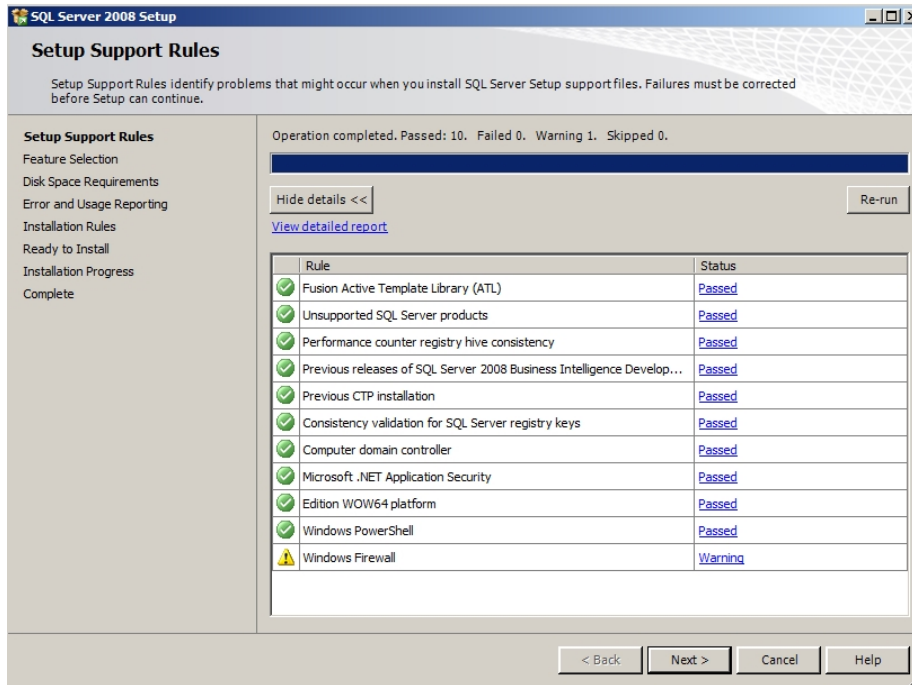 SQL Server 2008 Setup
Setup Support Rules
Setup Support Rules identify problems that might occur when you install SQL Server Setup support files. Failures must be corrected
before Setup can continue.
Setup Support Rules
Feature Selection
Disk Space Requirements
Error and Usage Reporting
Installation Rules
Ready to Install
Installation Progress
Complete
Operation completed. Passed: 10. Failed 0. Warning 1. Skipped 0.
Hide details <<
Re-run
View detailed report
Rule Status
Fusion Active Template Library (ATL) Passed
Unsupported SQL Server products Passed
Performance counter registry hive consistency Passed
Previous releases of SQL Server 2008 Business Intelligence Develop... Passed
Previous CTP installation Passed
Consistency validation for SQL Server registry keys Passed
Computer domain controller Passed
Microsoft .NET Application Security Passed
Edition WOW64 platform Passed
Windows PowerShell Passed
Windows Firewall Warning
< Back Next > Cancel Help